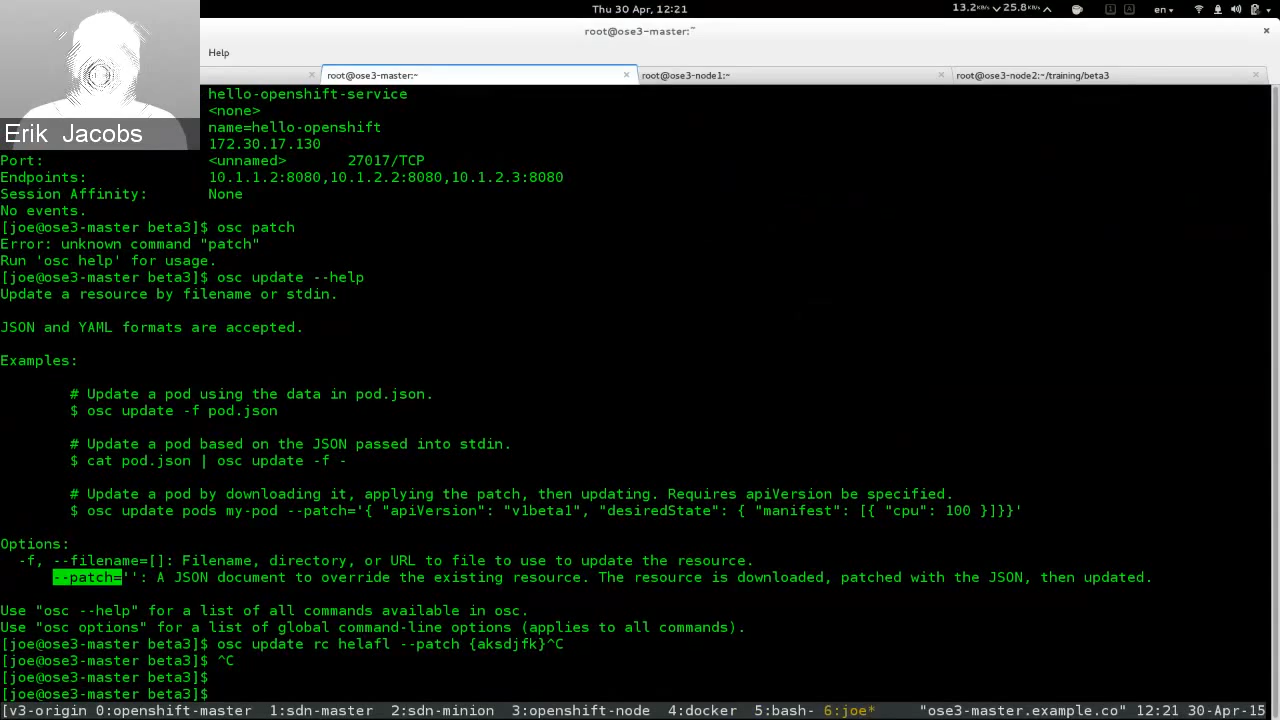 Thu 30 Apr, 12:21
13.2KB/s 25.8KB/s
en
root@ose3-master:~
Help
root@ose3-master:~
root@ose3-node1:~
root@ose3-node2:~/training/beta3
Erik Jacobs
hello-openshift-service
<none>
name=hello-openshift
172.30.17.130
Port: <unnamed> 27017/TCP
Endpoints: 10.1.1.2:8080,10.1.2.2:8080,10.1.2.3:8080
Session Affinity: None
No events.
[joe@ose3-master beta3]$ osc patch
Error: unknown command "patch"
Run 'osc help' for usage.
[joe@ose3-master beta3]$ osc update --help
Update a resource by filename or stdin.
JSON and YAML formats are accepted.
Examples:
# Update a pod using the data in pod.json.
$ osc update -f pod.json
# Update a pod based on the JSON passed into stdin.
$ cat pod.json | osc update -f -
# Update a pod by downloading it, applying the patch, then updating. Requires apiVersion be specified.
$ osc update pods my-pod --patch='{ "apiVersion": "v1beta1", "desiredState": { "manifest": [{ "cpu": 100 }]}}'
Options:
-f, --filename=[]: Filename, directory, or URL to file to use to update the resource.
--patch='': A JSON document to override the existing resource. The resource is downloaded, patched with the JSON, then updated.
Use "osc --help" for a list of all commands available in osc.
Use "osc options" for a list of global command-line options (applies to all commands).
[joe@ose3-master beta3]$ osc update rc helafl --patch {aksdjfk}^C
[joe@ose3-master beta3]$ ^C
[joe@ose3-master beta3]$
[joe@ose3-master beta3]$
[v3-origin 0:openshift-master 1:sdn-master 2:sdn-minion 3:openshift-node 4:docker 5:bash- 6:joe* "ose3-master.example.co" 12:21 30-Apr-15